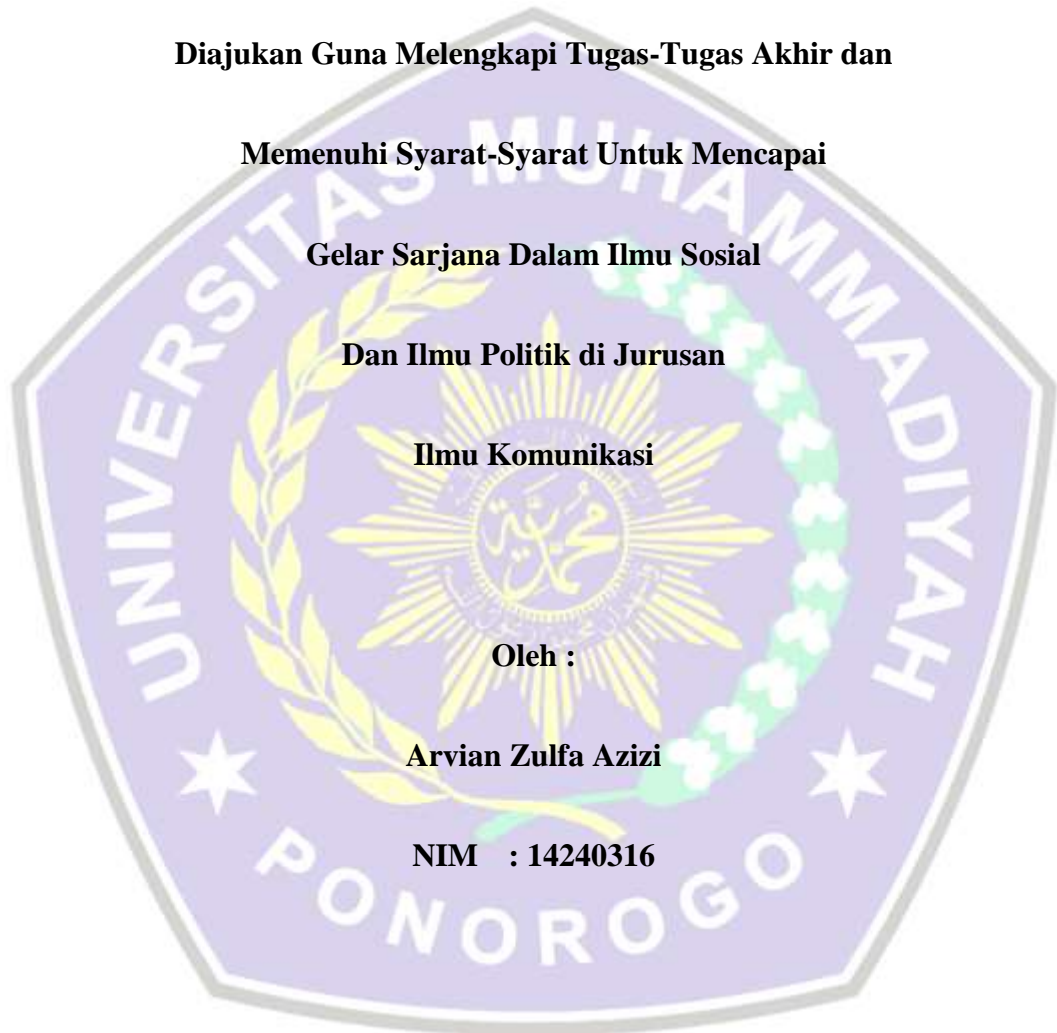 Diajukan Guna Melengkapi Tugas-Tugas Akhir dan
Memenuhi Syarat-Syarat Untuk Mencapai
Gelar Sarjana Dalam Ilmu Sosial
Dan Ilmu Politik di Jurusan
Ilmu Komunikasi
Oleh :
Arvian Zulfa Azizi
NIM : 14240316
UNIVERSITAS MUHAMMADIYAH
PONOROGO
محمدية